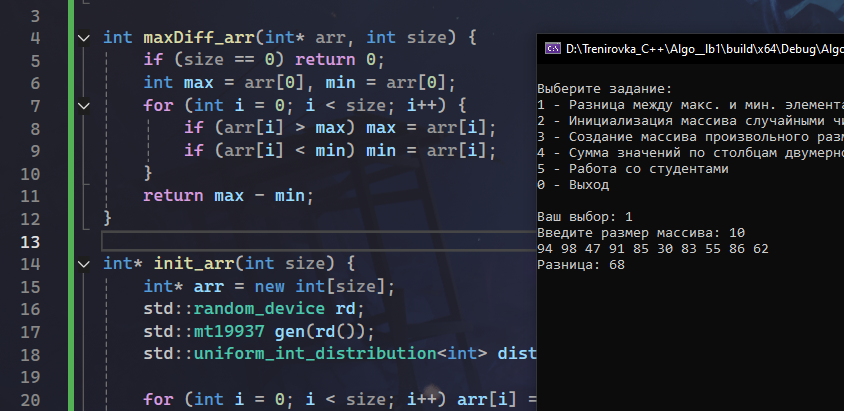 3
4 int maxDiff_arr(int* arr, int size) {
5 if (size == 0) return 0;
6 int max = arr[0], min = arr[0];
7 for (int i = 0; i < size; i++) {
8 if (arr[i] > max) max = arr[i];
9 if (arr[i] < min) min = arr[i];
10 }
11 return max - min;
12 }
13
14 int* init_arr(int size) {
15 int* arr = new int[size];
16 std::random_device rd;
17 std::mt19937 gen(rd());
18 std::uniform_int_distribution<int> dist
19
20 for (int i = 0; i < size; i++) arr[i] =
D:\Trenirovka_C++\Algo__lb1\build\x64\Debug\Algo
Выберите задание:
1 - Разница между макс. и мин. элемента
2 - Инициализация массива случайными чи
3 - Создание массива произвольного разм
4 - Сумма значений по столбцам двумерно
5 - Работа со студентами
0 - Выход
Ваш выбор: 1
Введите размер массива: 10
94 98 47 91 85 30 83 55 86 62
Разница: 68